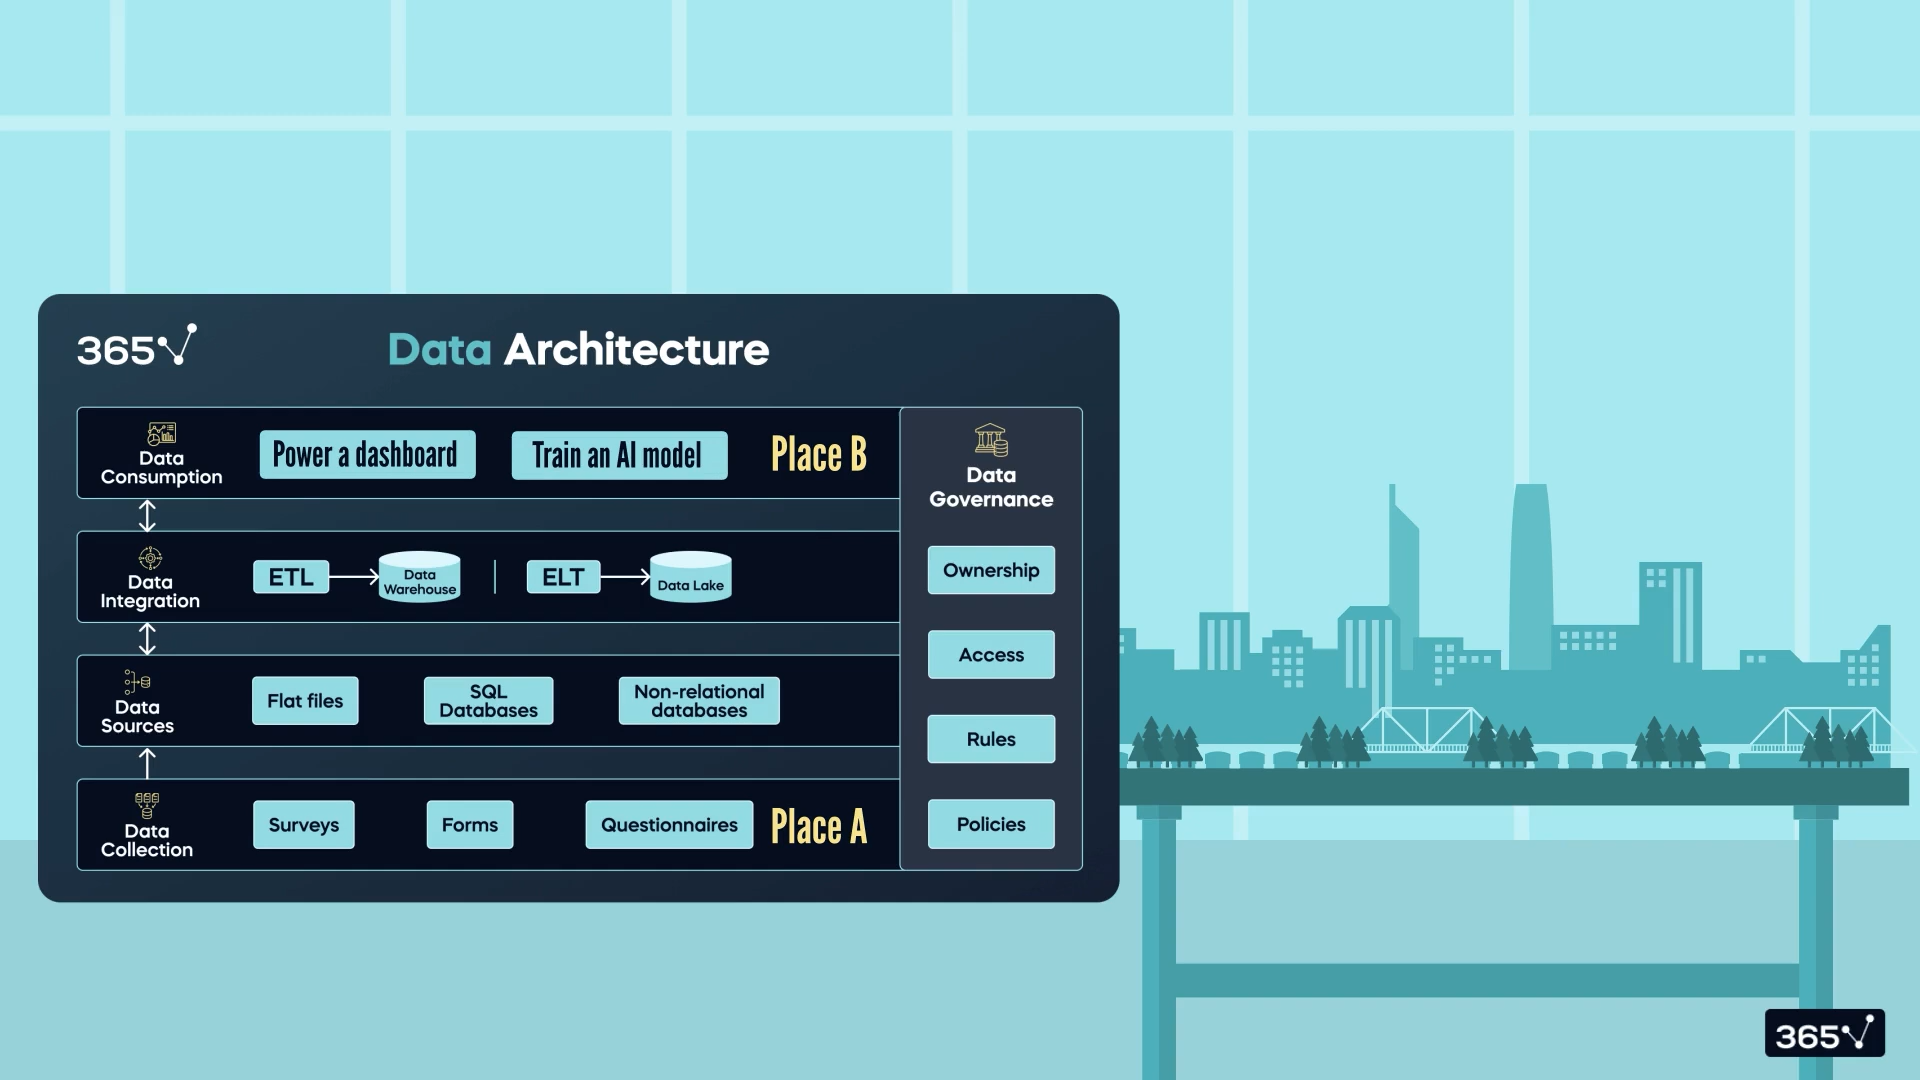 365
Data Architecture
Data
Consumption
Power a dashboard
Train an AI model
Place B
Data
Integration
ETL
Data
Warehouse
ELT
Data Lake
Data
Sources
Flat files
SQL
Databases
Non-relational
databases
Data
Collection
Surveys
Forms
Questionnaires
Place A
Data
Governance
Ownership
Access
Rules
Policies
365